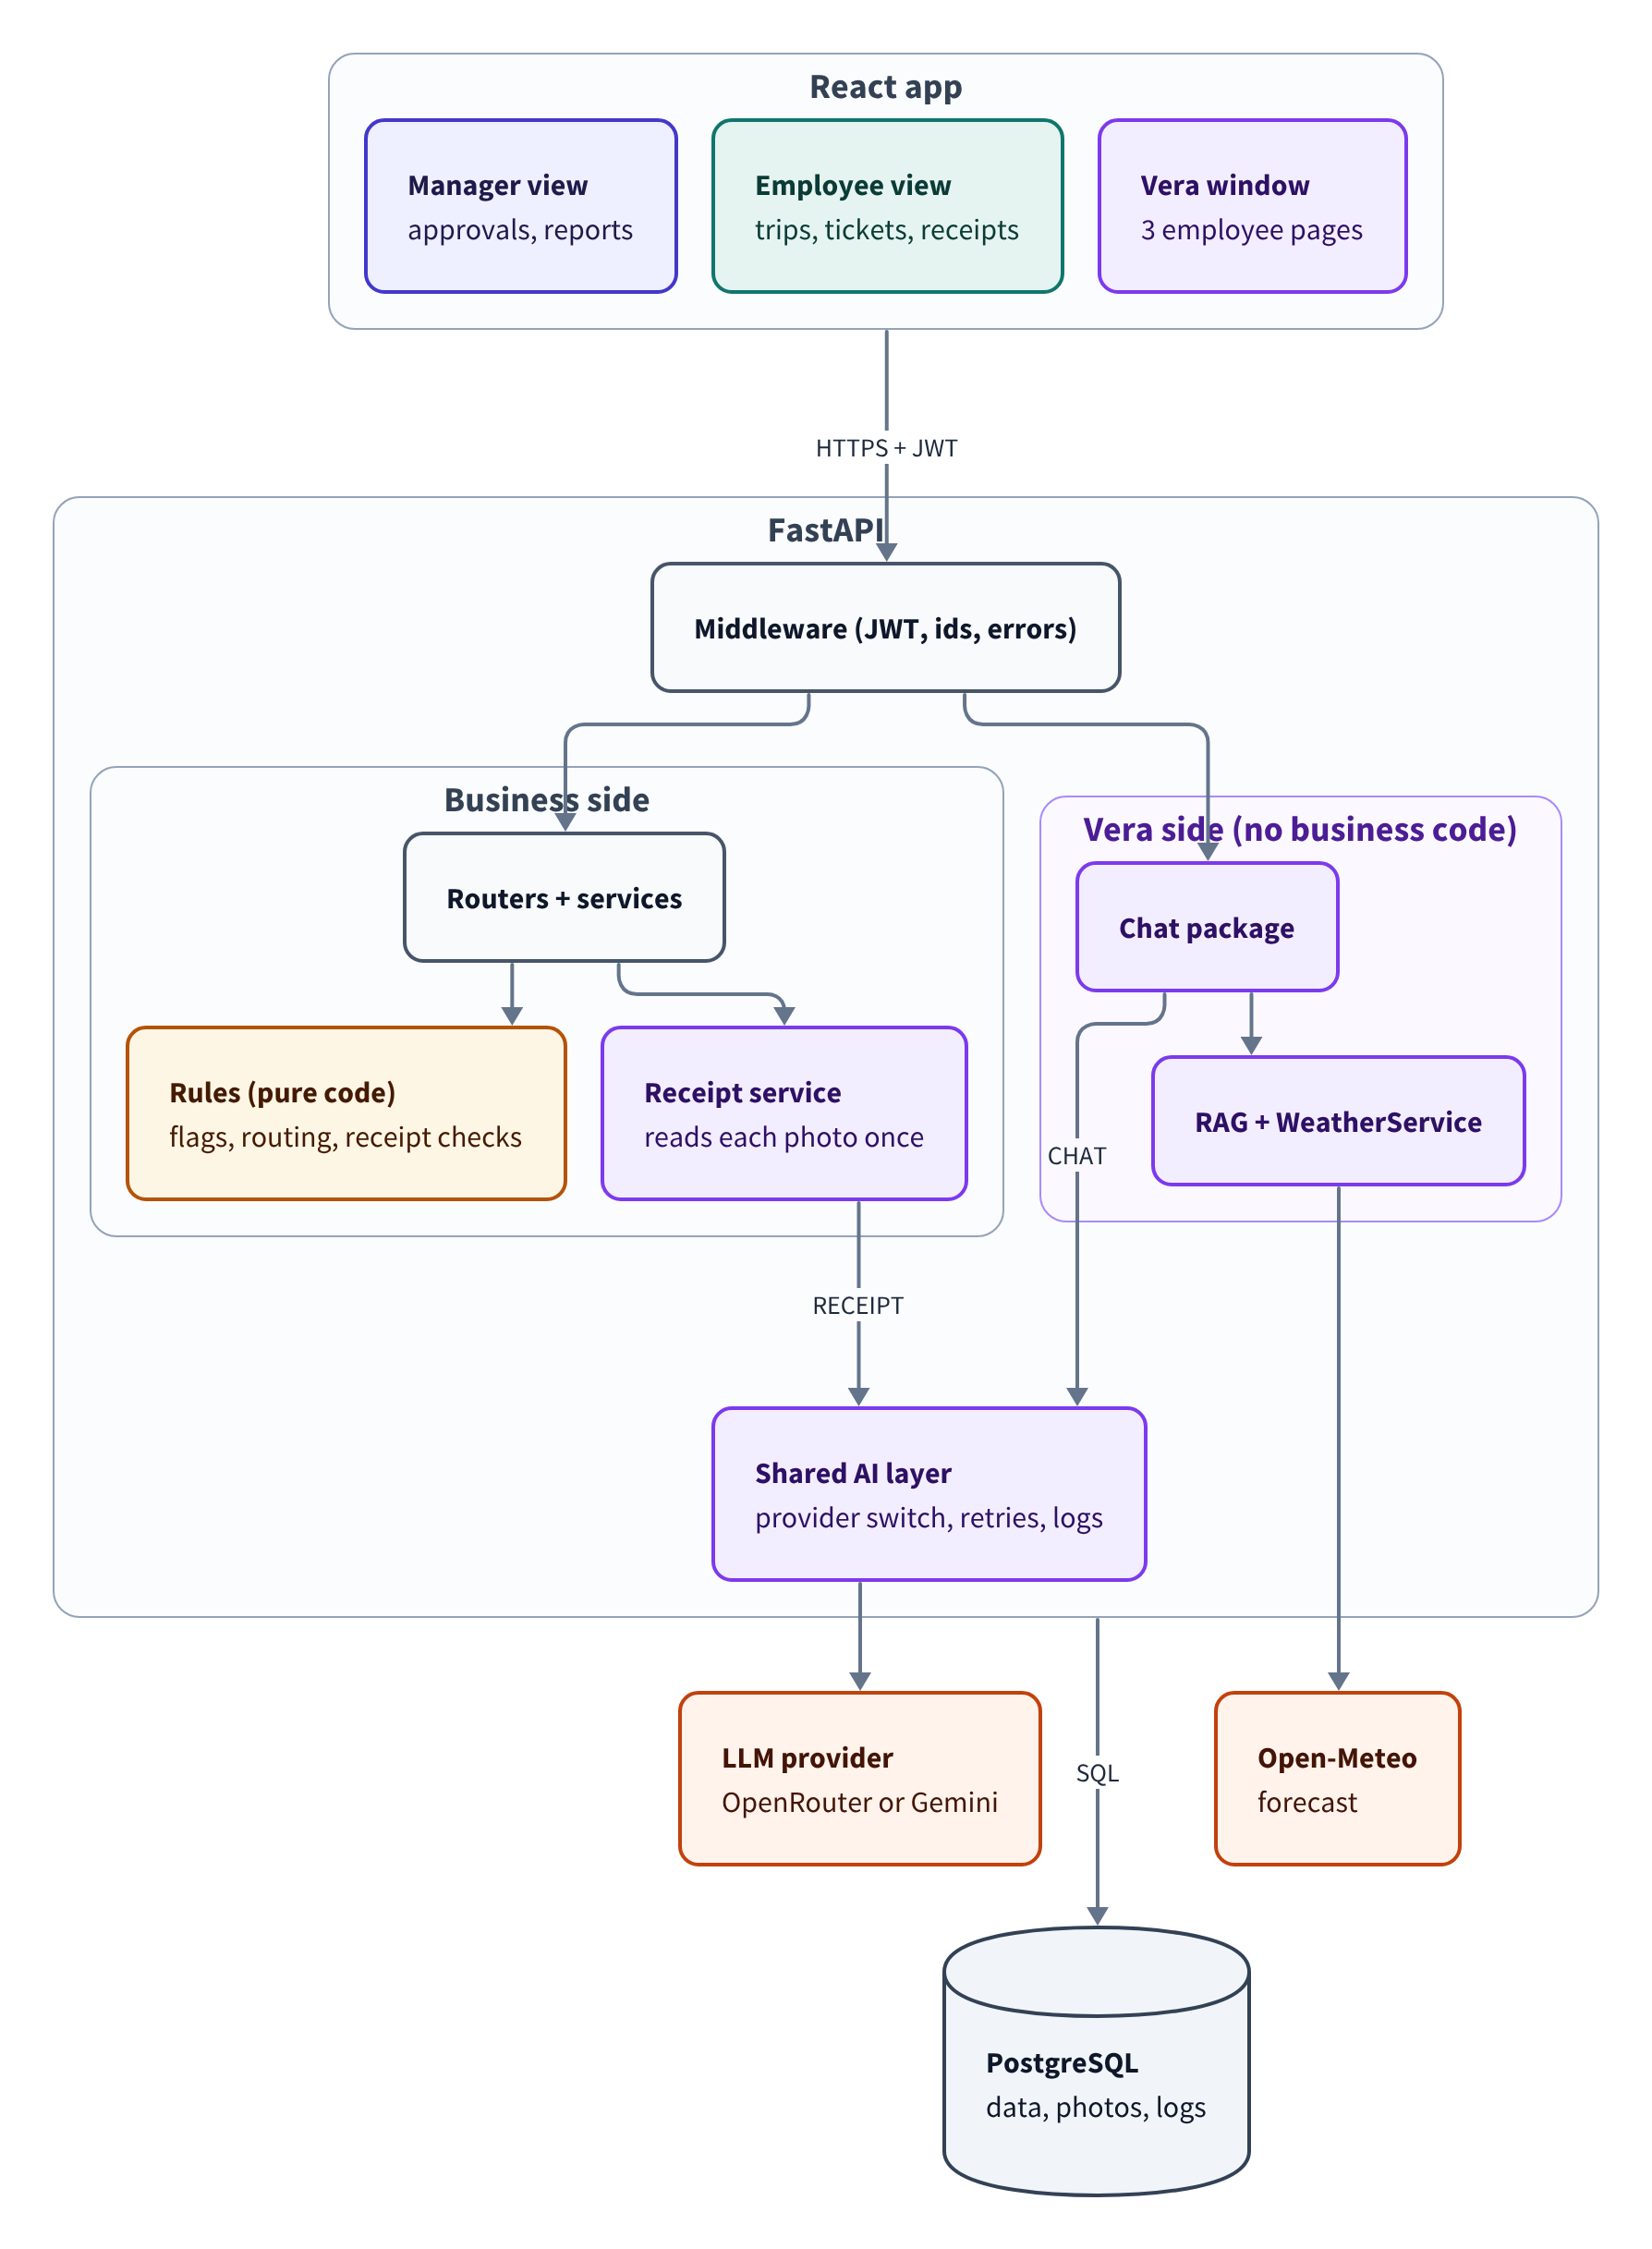 React app
Manager view
approvals, reports
Employee view
trips, tickets, receipts
Vera window
3 employee pages
HTTPS + JWT
FastAPI
Middleware (JWT, ids, errors)
Business side
Vera side (no business code)
Routers + services
Chat package
Rules (pure code)
flags, routing, receipt checks
Receipt service
reads each photo once
RAG + WeatherService
CHAT
RECEIPT
Shared AI layer
provider switch, retries, logs
LLM provider
OpenRouter or Gemini
SQL
Open-Meteo
forecast
PostgreSQL
data, photos, logs